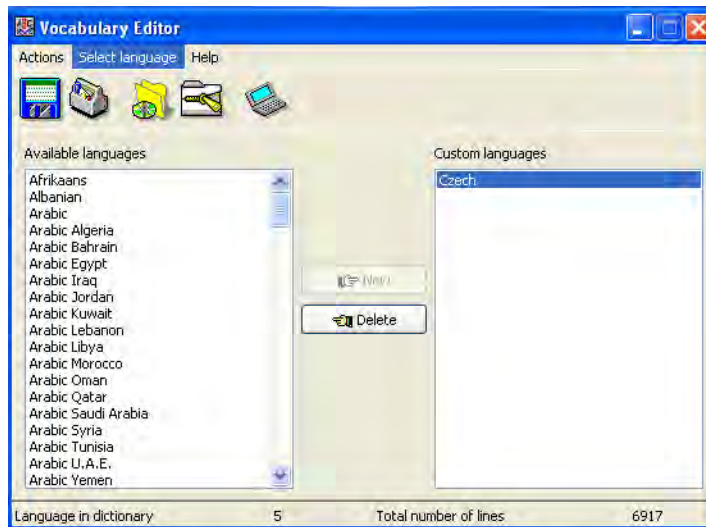 Vocabulary Editor
Actions Select language Help
Available languages
Custom languages
Afrikaans
Albanian
Arabic
Arabic Algeria
Arabic Bahrain
Arabic Egypt
Arabic Iraq
Arabic Jordan
Arabic Kuwait
Arabic Lebanon
Arabic Libya
Arabic Morocco
Arabic Oman
Arabic Qatar
Arabic Saudi Arabia
Arabic Syria
Arabic Tunisia
Arabic U.A.E.
Arabic Yemen
Delete
Czech
Language in dictionary 5 Total number of lines 6917